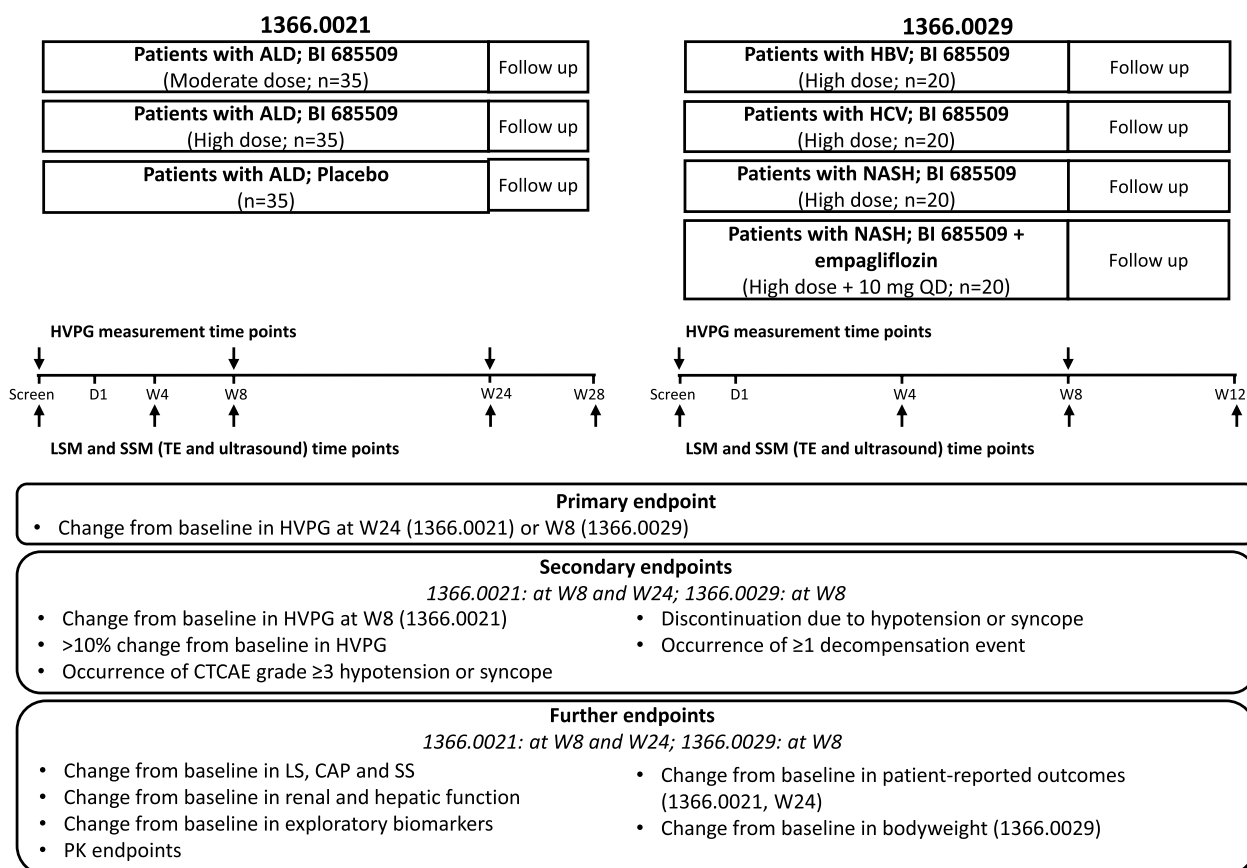 1366.0021
Patients with ALD; BI 685509
(Moderate dose; n=35)
Follow up
Patients with ALD; BI 685509
(High dose; n=35)
Follow up
Patients with ALD; Placebo
(n=35)
Follow up
1366.0029
Patients with HBV; BI 685509
(High dose; n=20)
Follow up
Patients with HCV; BI 685509
(High dose; n=20)
Follow up
Patients with NASH; BI 685509
(High dose; n=20)
Follow up
Patients with NASH; BI 685509 +
empagliflozin
(High dose + 10 mg QD; n=20)
Follow up
HVPG measurement time points
Screen D1 W4 W8 W24 W28
LSM and SSM (TE and ultrasound) time points
HVPG measurement time points
Screen D1 W4 W8 W12
LSM and SSM (TE and ultrasound) time points
Primary endpoint
• Change from baseline in HVPG at W24 (1366.0021) or W8 (1366.0029)
Secondary endpoints
1366.0021: at W8 and W24; 1366.0029: at W8
• Change from baseline in HVPG at W8 (1366.0021)
• >10% change from baseline in HVPG
• Occurrence of CTCAE grade ≥3 hypotension or syncope
• Discontinuation due to hypotension or syncope
• Occurrence of ≥1 decompensation event
Further endpoints
1366.0021: at W8 and W24; 1366.0029: at W8
• Change from baseline in LS, CAP and SS
• Change from baseline in renal and hepatic function
• Change from baseline in exploratory biomarkers
• PK endpoints
• Change from baseline in patient-reported outcomes
(1366.0021, W24)
• Change from baseline in bodyweight (1366.0029)